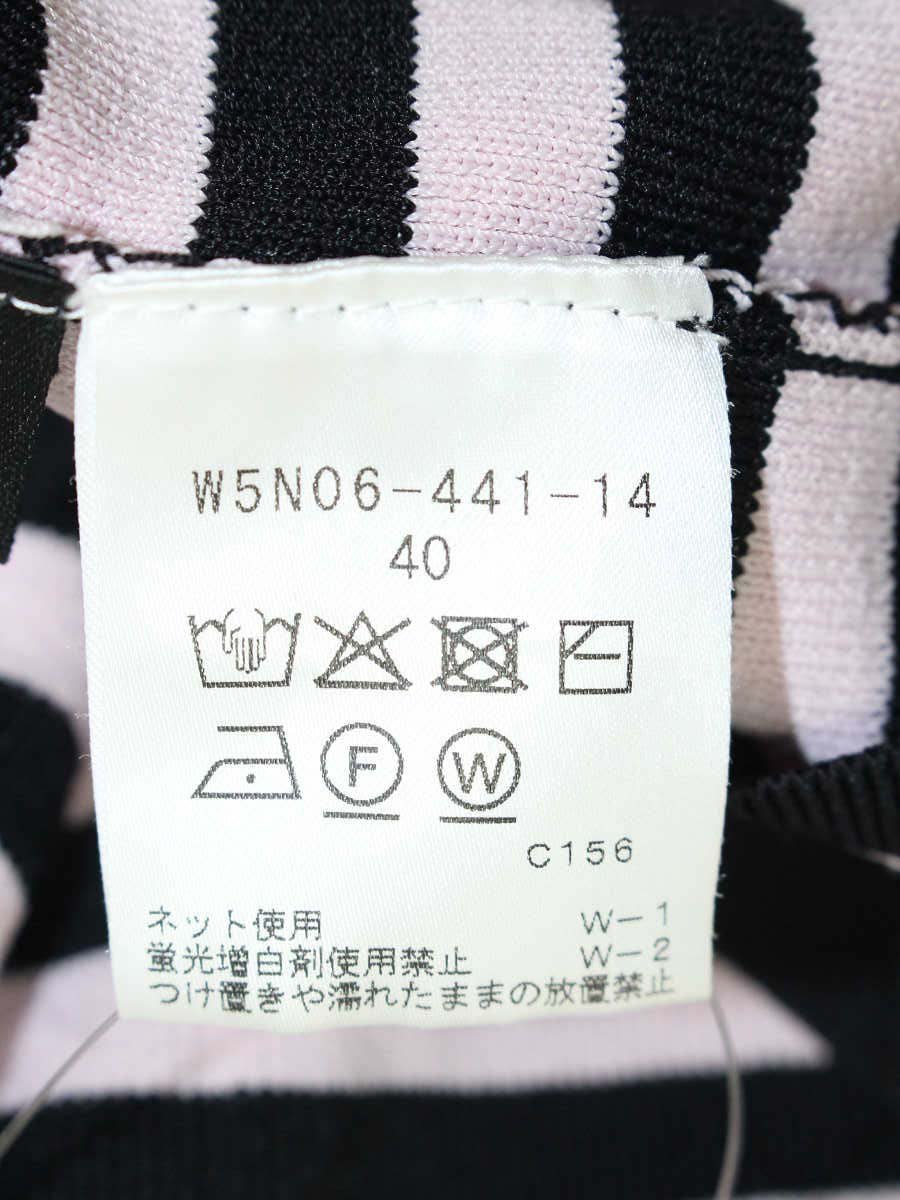 W5N06-441-14
40
F W
C156
ネット使用 W-1
蛍光増白剤使用禁止 W-2
つけ置きや濡れたままの放置禁止